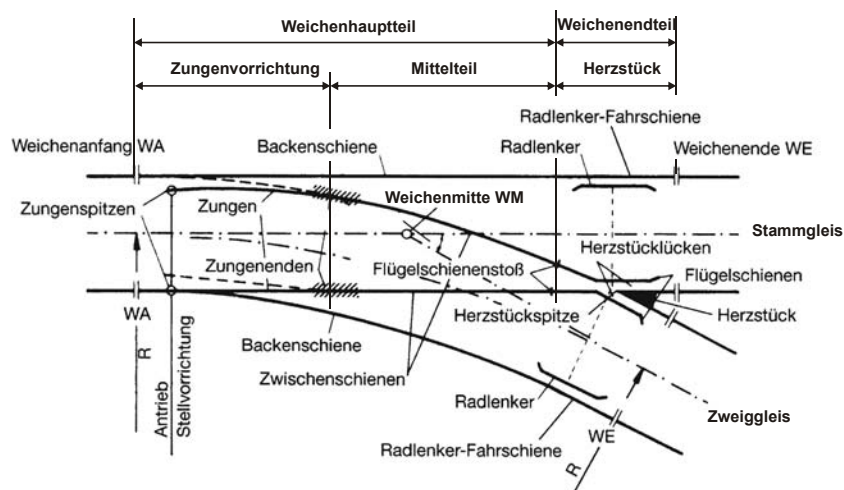 Weichenhauptteil
Weichenendteil
Zungenvorrichtung
Mittelteil
Herzstück
Radlenker-Fahrschiene
Weichenanfang WA
Backenschiene
Radlenker
Weichenende WE
Zungenspitzen
Zungen
Weichenmitte WM
Stammgleis
Herzstücklücken
Zungenenden
Flügelschienenstoß
Flügelschienen
WA
Herzstückspitze
Herzstück
R
Backenschiene
Antrieb
Stellvorrichtung
Zwischenschienen
Radlenker
Zweiggleis
Radlenker-Fahrschiene
WE
R